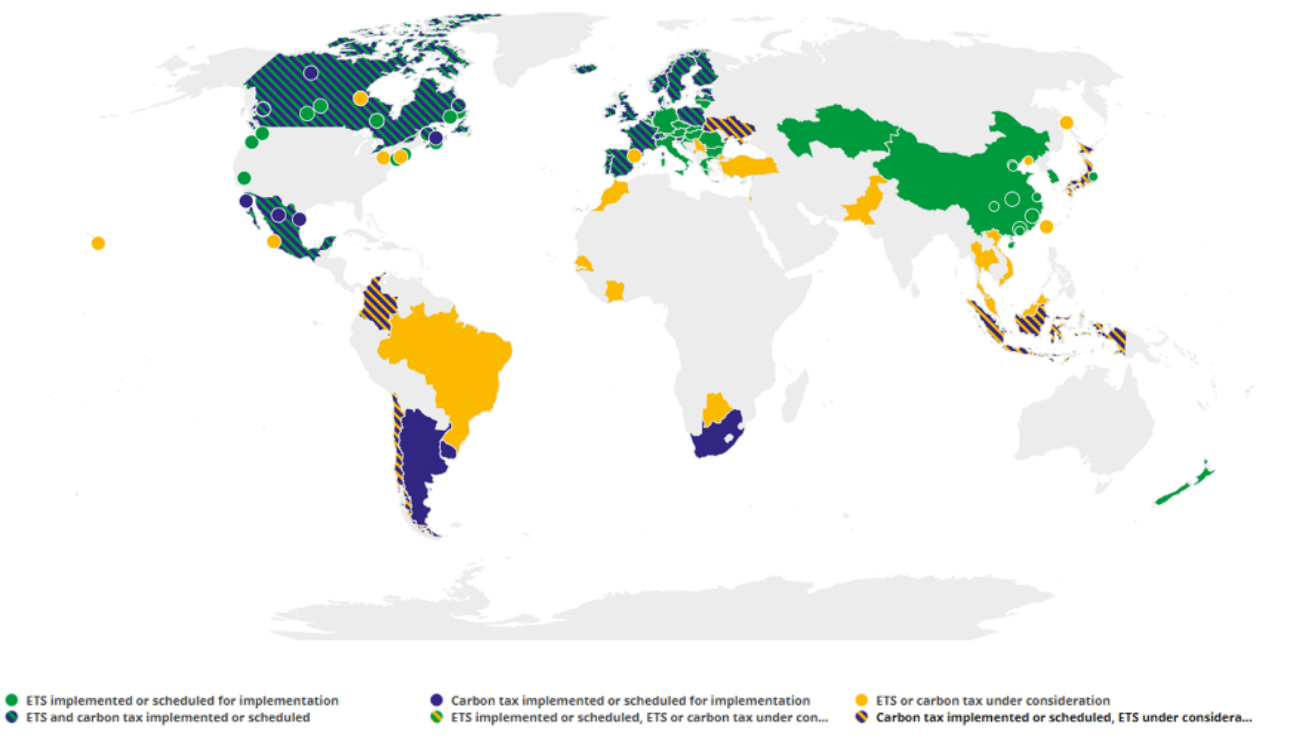 ETS implemented or scheduled for implementation
Carbon tax implemented or scheduled for implementation
ETS or carbon tax under consideration
ETS and carbon tax implemented or scheduled
ETS implemented or scheduled, ETS or carbon tax under con...
Carbon tax implemented or scheduled, ETS under considera...